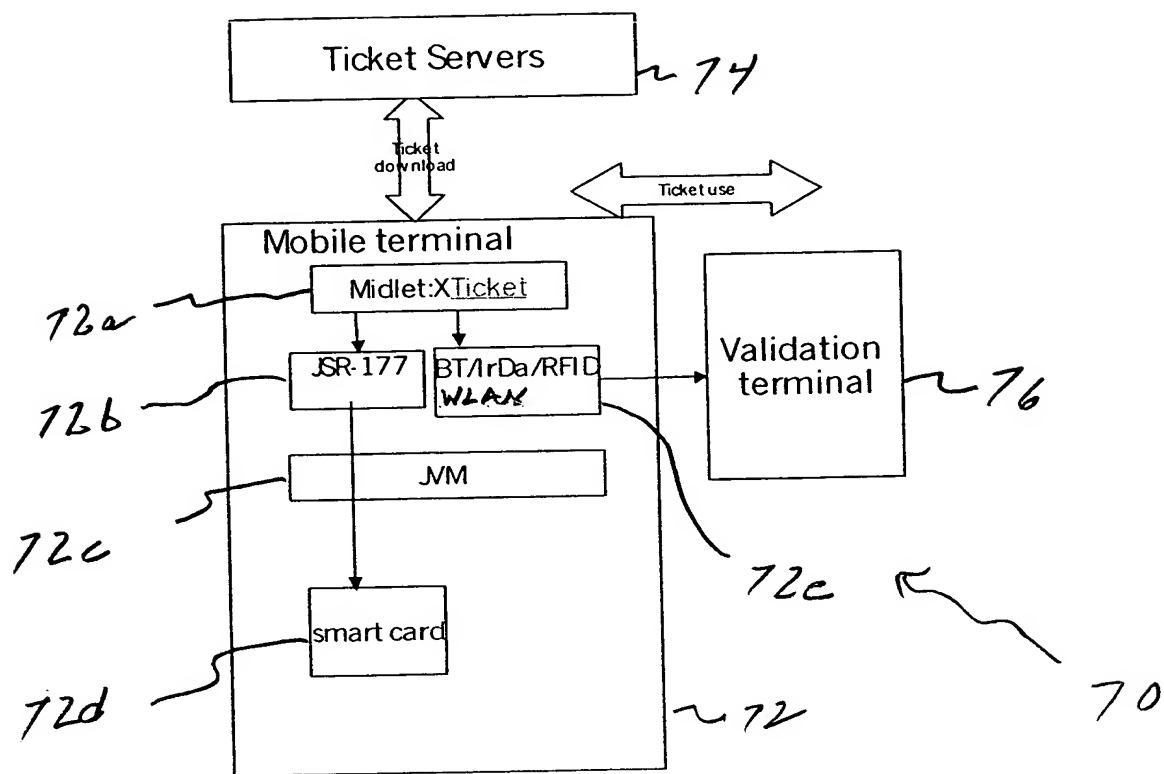 Ticket Servers
74
Ticket
download
Ticket use
Mobile terminal
Midlet:XTicket
72a
JSR-177
72b
BT/IrDa/RFID
WLAN
Validation
terminal
76
JVM
72c
72e
smart card
72d
72
70